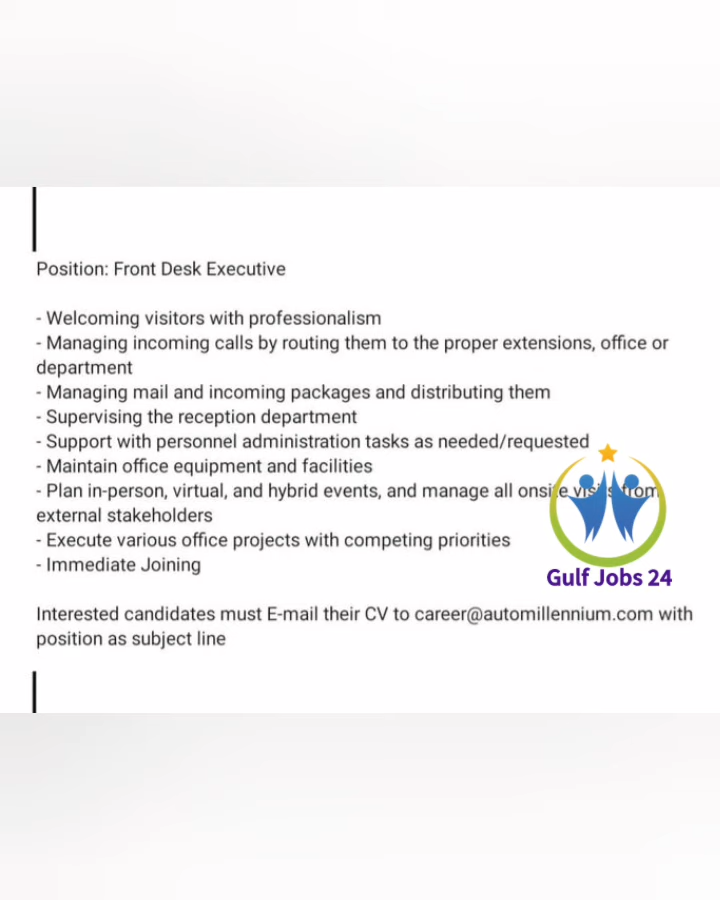 Position: Front Desk Executive
- Welcoming visitors with professionalism
- Managing incoming calls by routing them to the proper extensions, office or
department
- Managing mail and incoming packages and distributing them
- Supervising the reception department
- Support with personnel administration tasks as needed/requested
- Maintain office equipment and facilities
- Plan in-person, virtual, and hybrid events, and manage all onsite visits from
external stakeholders
- Execute various office projects with competing priorities
- Immediate Joining
Gulf Jobs 24
Interested candidates must E-mail their CV to career@automillennium.com with
position as subject line